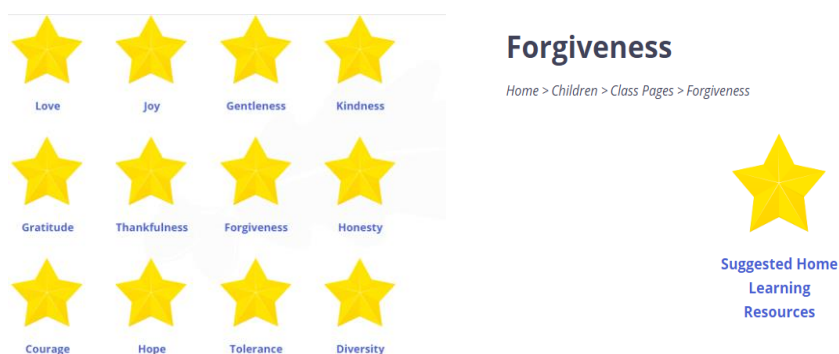 Love Joy Gentleness Kindness
Gratitude Thankfulness Forgiveness Honesty
Courage Hope Tolerance Diversity
Forgiveness
Home > Children > Class Pages > Forgiveness
Suggested Home
Learning
Resources